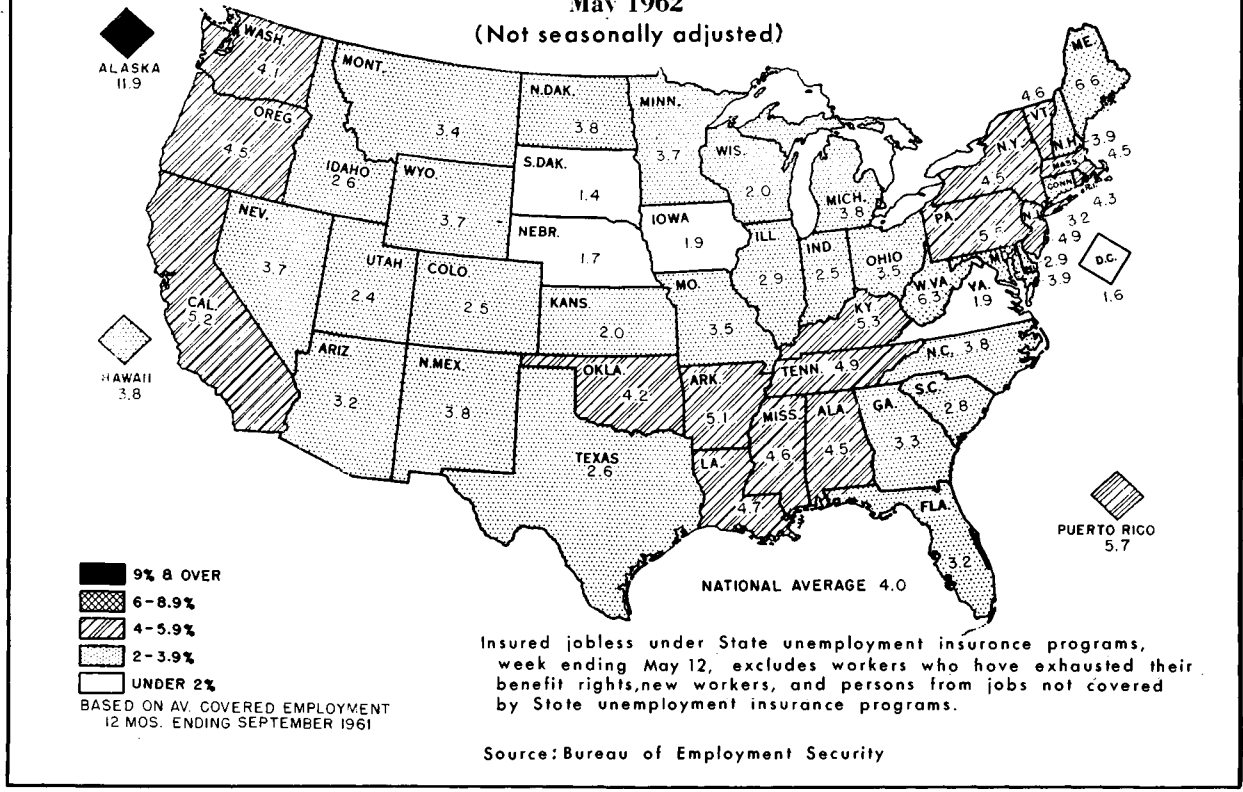 May 1962
(Not seasonally adjusted)
ALASKA
11.9
WASH.
4.1
OREG.
4.5
MONT.
3.4
IDAHO
2.6
N.DAK.
3.8
MINN.
3.7
S.DAK.
1.4
WYO.
3.7
WIS.
2.0
MICH.
3.8
ME.
6.6
4.6
VT.
N.H.
3.9
MASS.
4.5
N.Y.
4.5
CONN.
R.I.
4.3
3.2
PA.
5.5
N.J.
4.9
2.9
3.9
D.C.
1.6
NEV.
3.7
UTAH
2.4
COLO.
2.5
NEBR.
1.7
IOWA
1.9
ILL.
2.9
IND.
2.5
OHIO
3.5
W.VA.
6.3
VA.
1.9
CAL.
5.2
KANS.
2.0
MO.
3.5
KY.
5.3
HAWAII
3.8
ARIZ.
3.2
N.MEX.
3.8
OKLA.
4.2
ARK.
5.1
TENN. 4.9
N.C. 3.8
S.C.
2.8
TEXAS
2.6
LA.
4.7
MISS.
4.6
ALA.
4.5
GA.
3.3
FLA.
3.2
PUERTO RICO
5.7
NATIONAL AVERAGE 4.0
9% & OVER
6-8.9%
4-5.9%
2-3.9%
UNDER 2%
BASED ON AV. COVERED EMPLOYMENT
12 MOS. ENDING SEPTEMBER 1961
Insured jobless under State unemployment insuronce programs,
week ending May 12, excludes workers who hove exhausted their
benefit rights,new workers, and persons from jobs not covered
by State unemployment insurance programs.
Source: Bureau of Employment Security